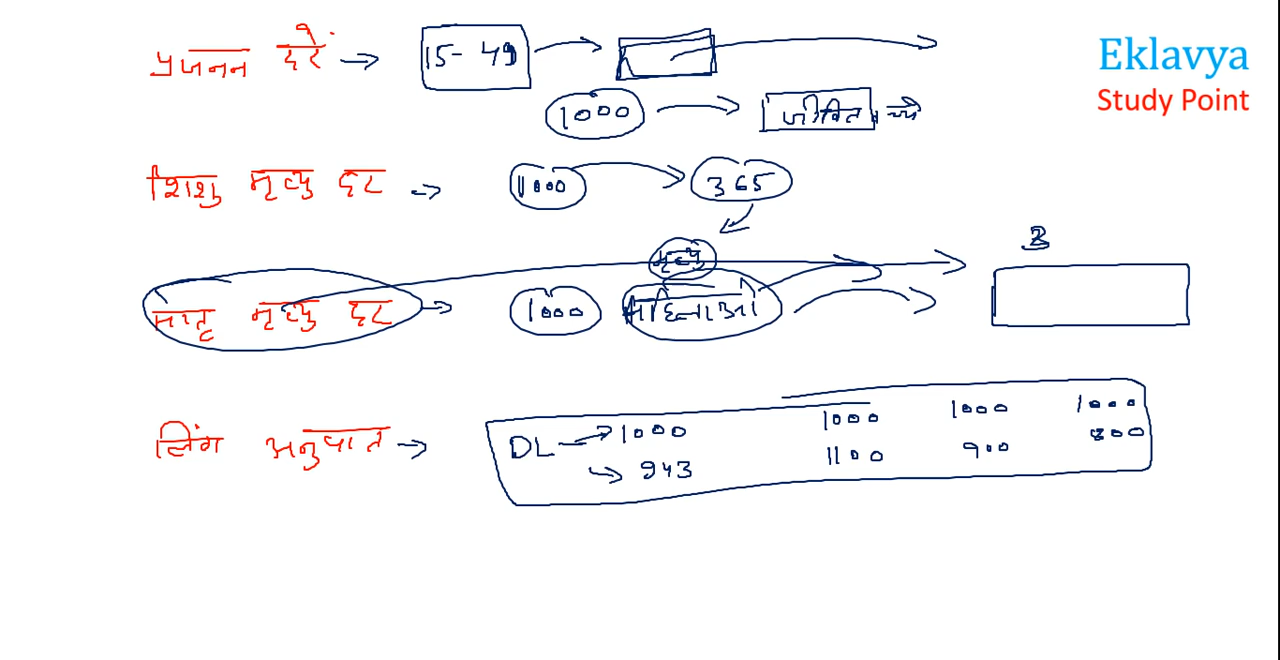 प्रजनन दरें → 15-49 →
Eklavya
Study Point
1000 → जीवित बच्चे →
शिशु मृत्यु दर → 1000 → 365
मृत्यु
मातृ मृत्यु दर → 1000 महिलाओं
लिंग अनुपात → DL → 1000 1000 1000 1000
↳ 943 1100 900 800